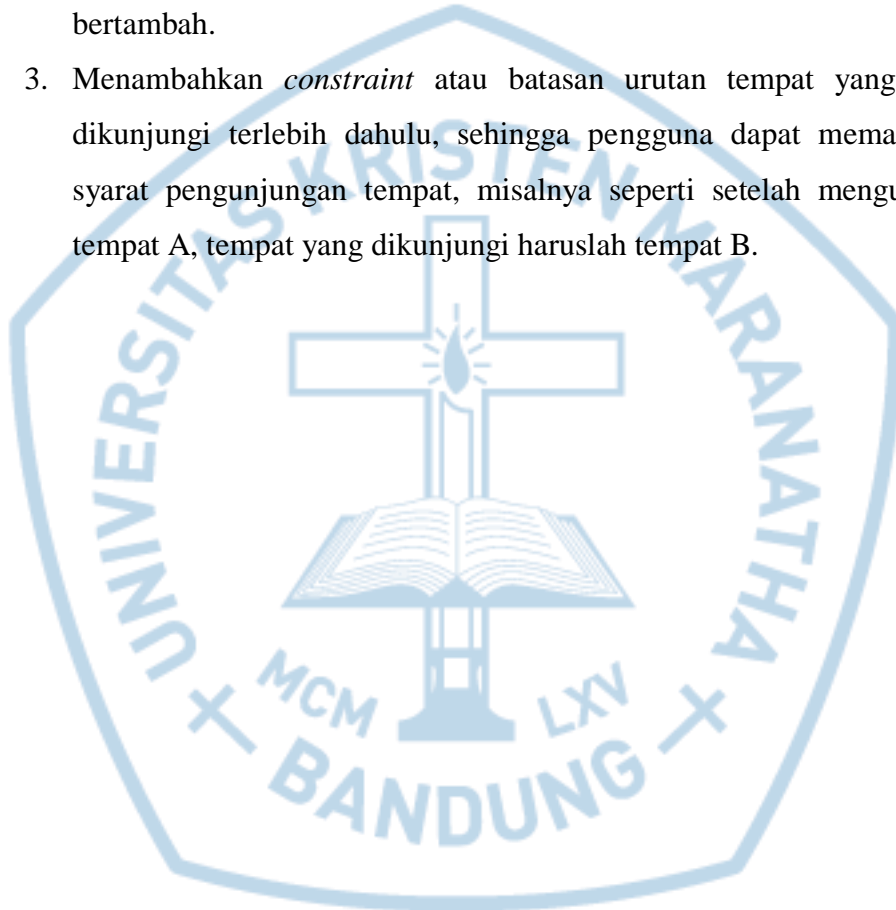 bertambah.
3. Menambahkan constraint atau batasan urutan tempat yang
dikunjungi terlebih dahulu, sehingga pengguna dapat
syarat pengunjungan tempat, misalnya seperti setelah
tempat A, tempat yang dikunjungi haruslah tempat B.
UNIVERSITAS KRISTEN MARANATHA
MCM LXV
BANDUNG